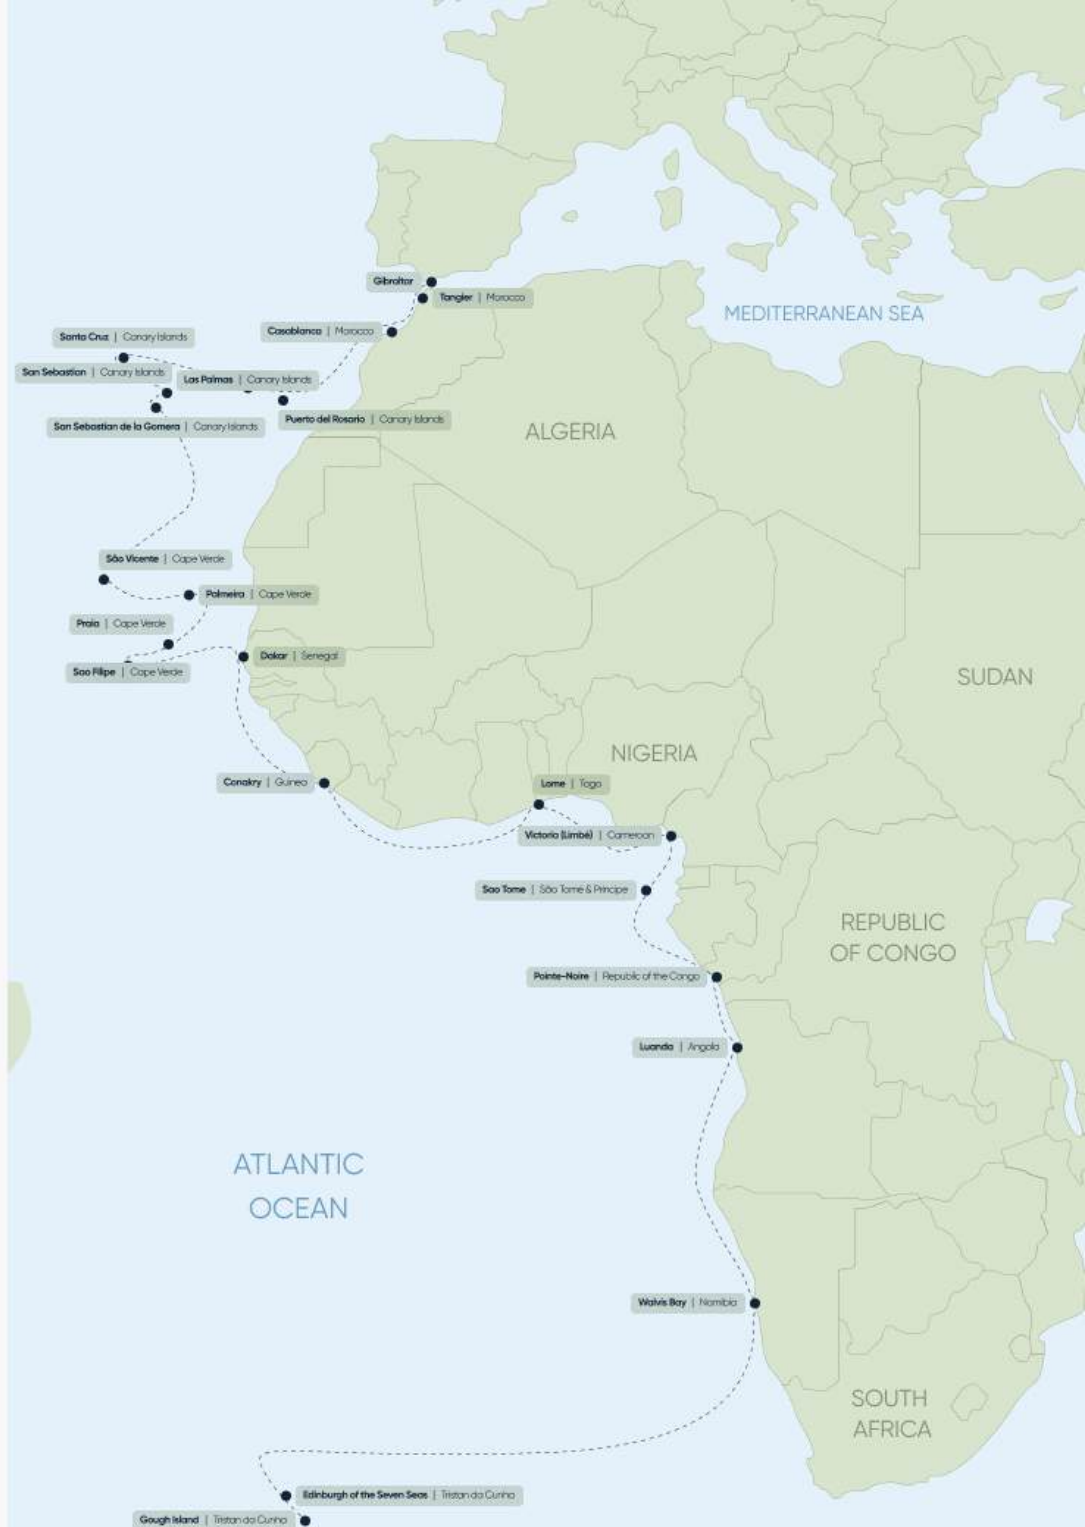 Gibraltar
Tangier | Morocco
MEDITERRANEAN SEA
Casablanca | Morocco
Santa Cruz | Canary Islands
San Sebastian | Canary Islands
Las Palmas | Canary Islands
Puerto del Rosario | Canary Islands
San Sebastian de la Gomera | Canary Islands
ALGERIA
São Vicente | Cape Verde
Palmeira | Cape Verde
Praia | Cape Verde
Dakar | Senegal
Sao Filipe | Cape Verde
SUDAN
NIGERIA
Conakry | Guinea
Lome | Togo
Victoria (Limbé) | Cameroon
Sao Tome | São Tomé & Príncipe
REPUBLIC
OF CONGO
Pointe-Noire | Republic of the Congo
Luanda | Angola
ATLANTIC
OCEAN
Walvis Bay | Namibia
SOUTH
AFRICA
Edinburgh of the Seven Seas | Tristan da Cunha
Gough Island | Tristan da Cunha